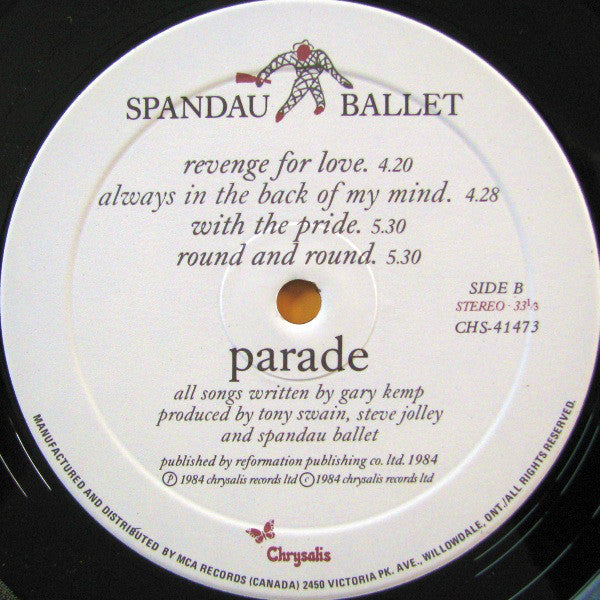 SPANDAU BALLET
revenge for love. 4.20
always in the back of my mind. 4.28
with the pride. 5.30
round and round. 5.30
SIDE B
STEREO · 33⅓
CHS-41473
parade
all songs written by gary kemp
produced by tony swain, steve jolley
and spandau ballet
published by reformation publishing co. ltd. 1984
Ⓟ 1984 chrysalis records ltd © 1984 chrysalis records ltd
Chrysalis
MANUFACTURED AND DISTRIBUTED BY MCA RECORDS (CANADA) 2450 VICTORIA PK. AVE., WILLOWDALE, ONT./ALL RIGHTS RESERVED.